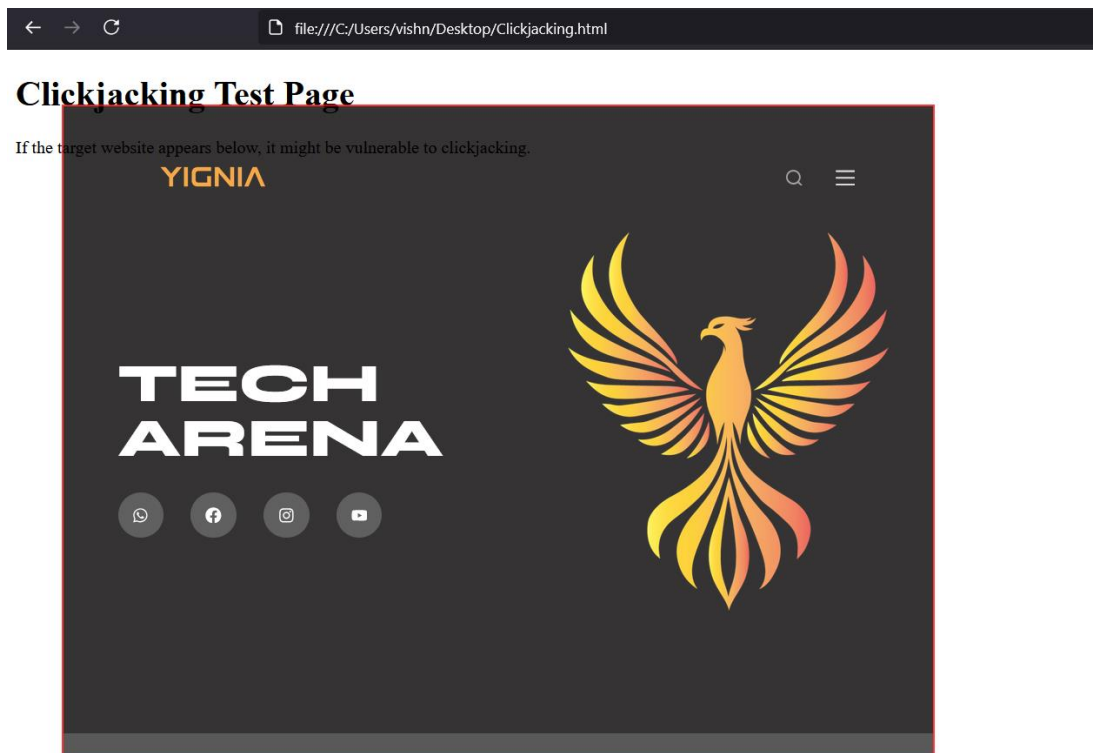 file:///C:/Users/vishn/Desktop/Clickjacking.html
Clickjacking Test Page
If the target website appears below, it might be vulnerable to clickjacking.
YIGNIA
TECH
ARENA